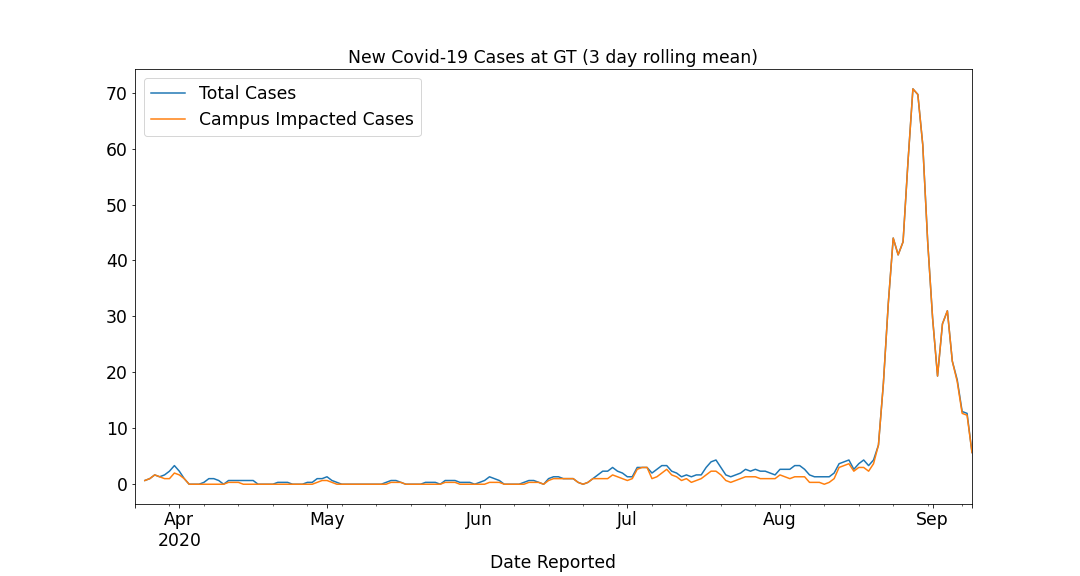 New Covid-19 Cases at GT (3 day rolling mean)
Total Cases
Campus Impacted Cases
70
60
50
40
30
20
10
0
Apr May Jun Jul Aug Sep
2020
Date Reported